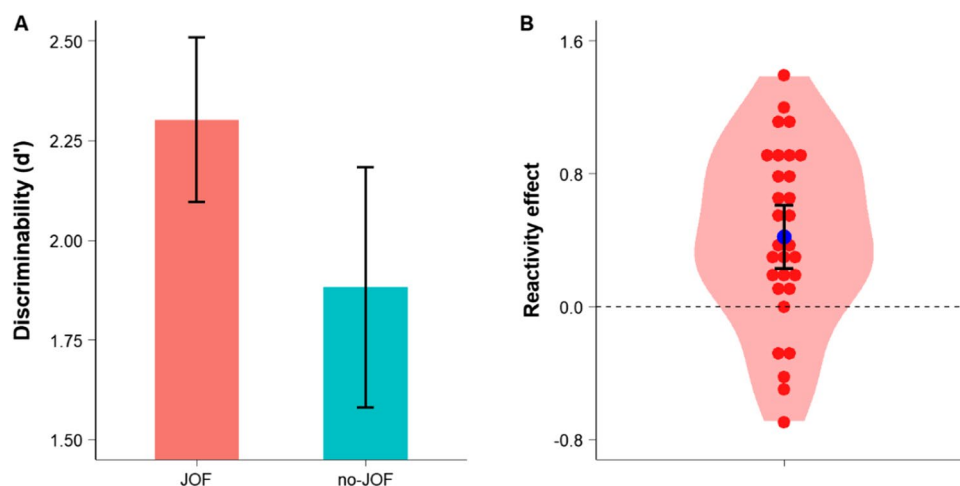 A
Discriminability (d')
2.50
2.25
2.00
1.75
1.50
JOF
no-JOF
B
Reactivity effect
1.6
0.8
0.0
-0.8